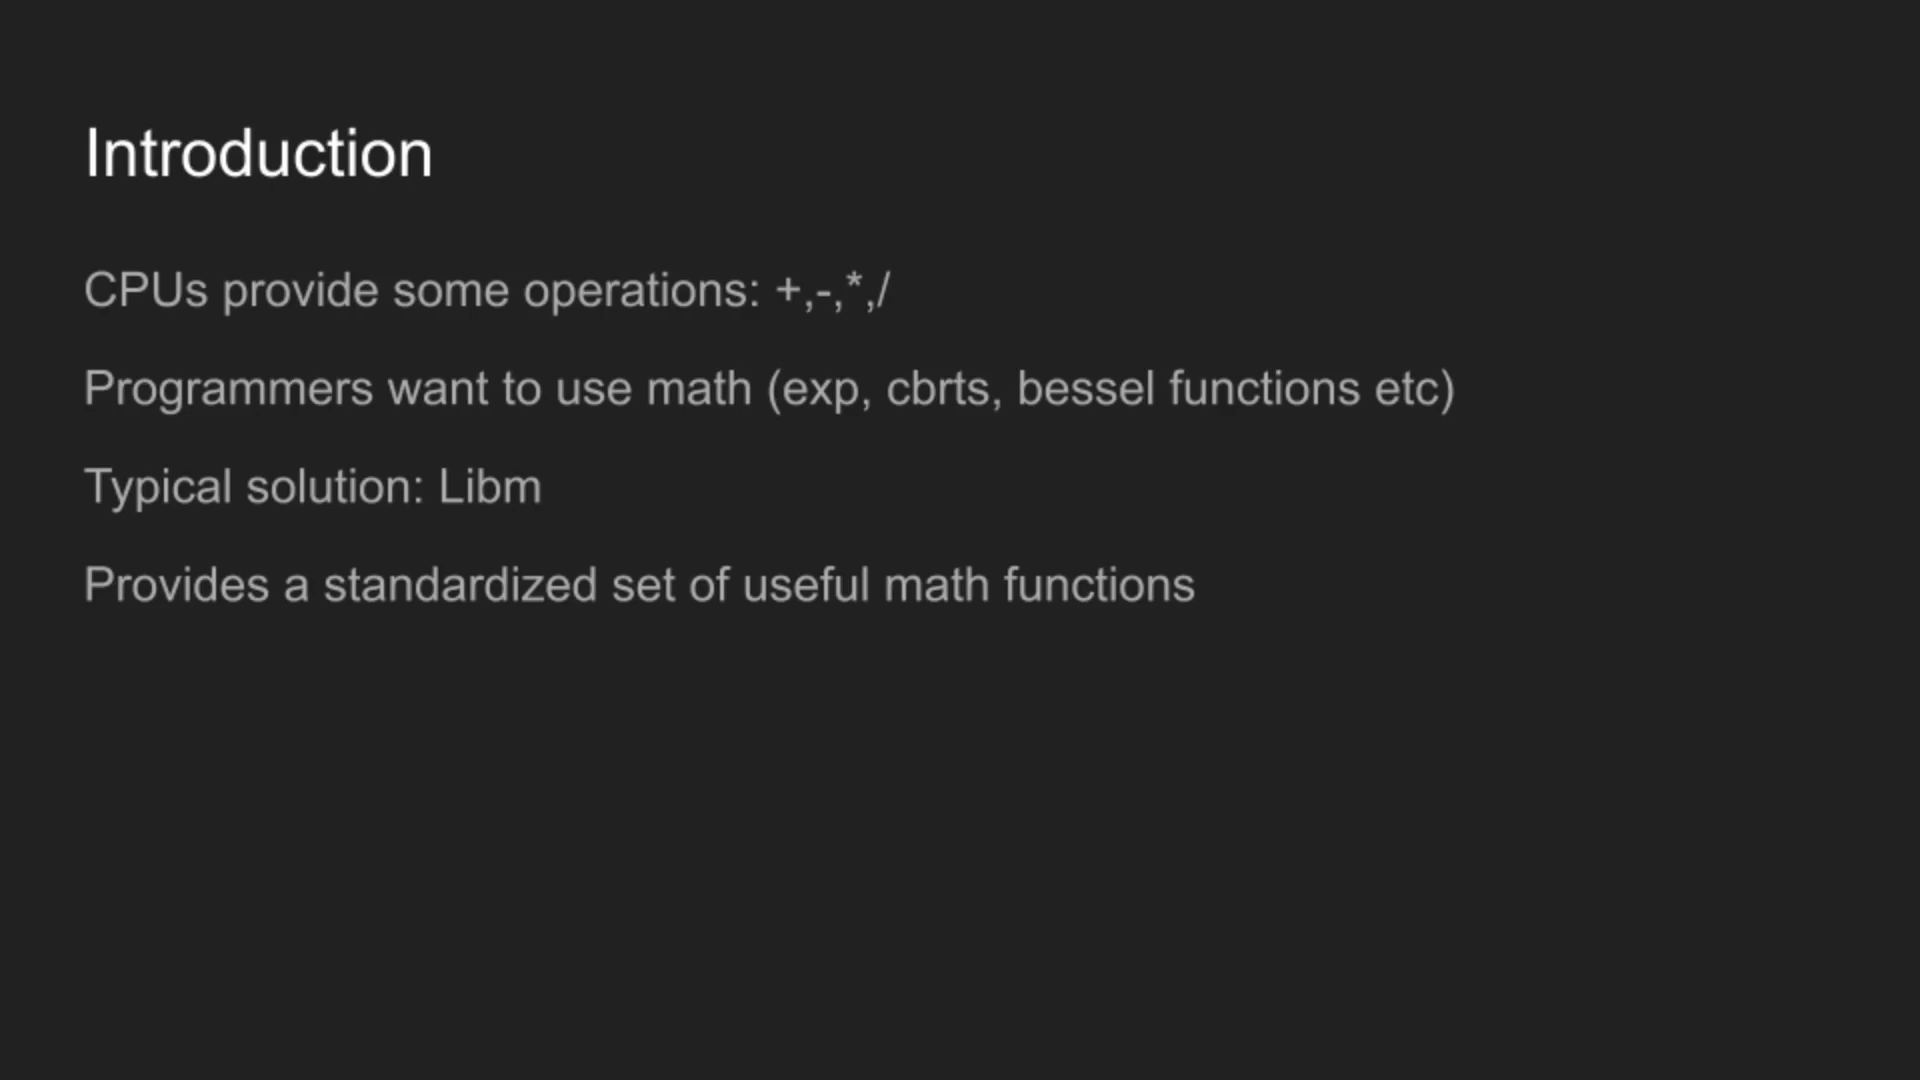 Introduction
CPUs provide some operations: +,-,*,/
Programmers want to use math (exp, cbrts, bessel functions etc)
Typical solution: Libm
Provides a standardized set of useful math functions